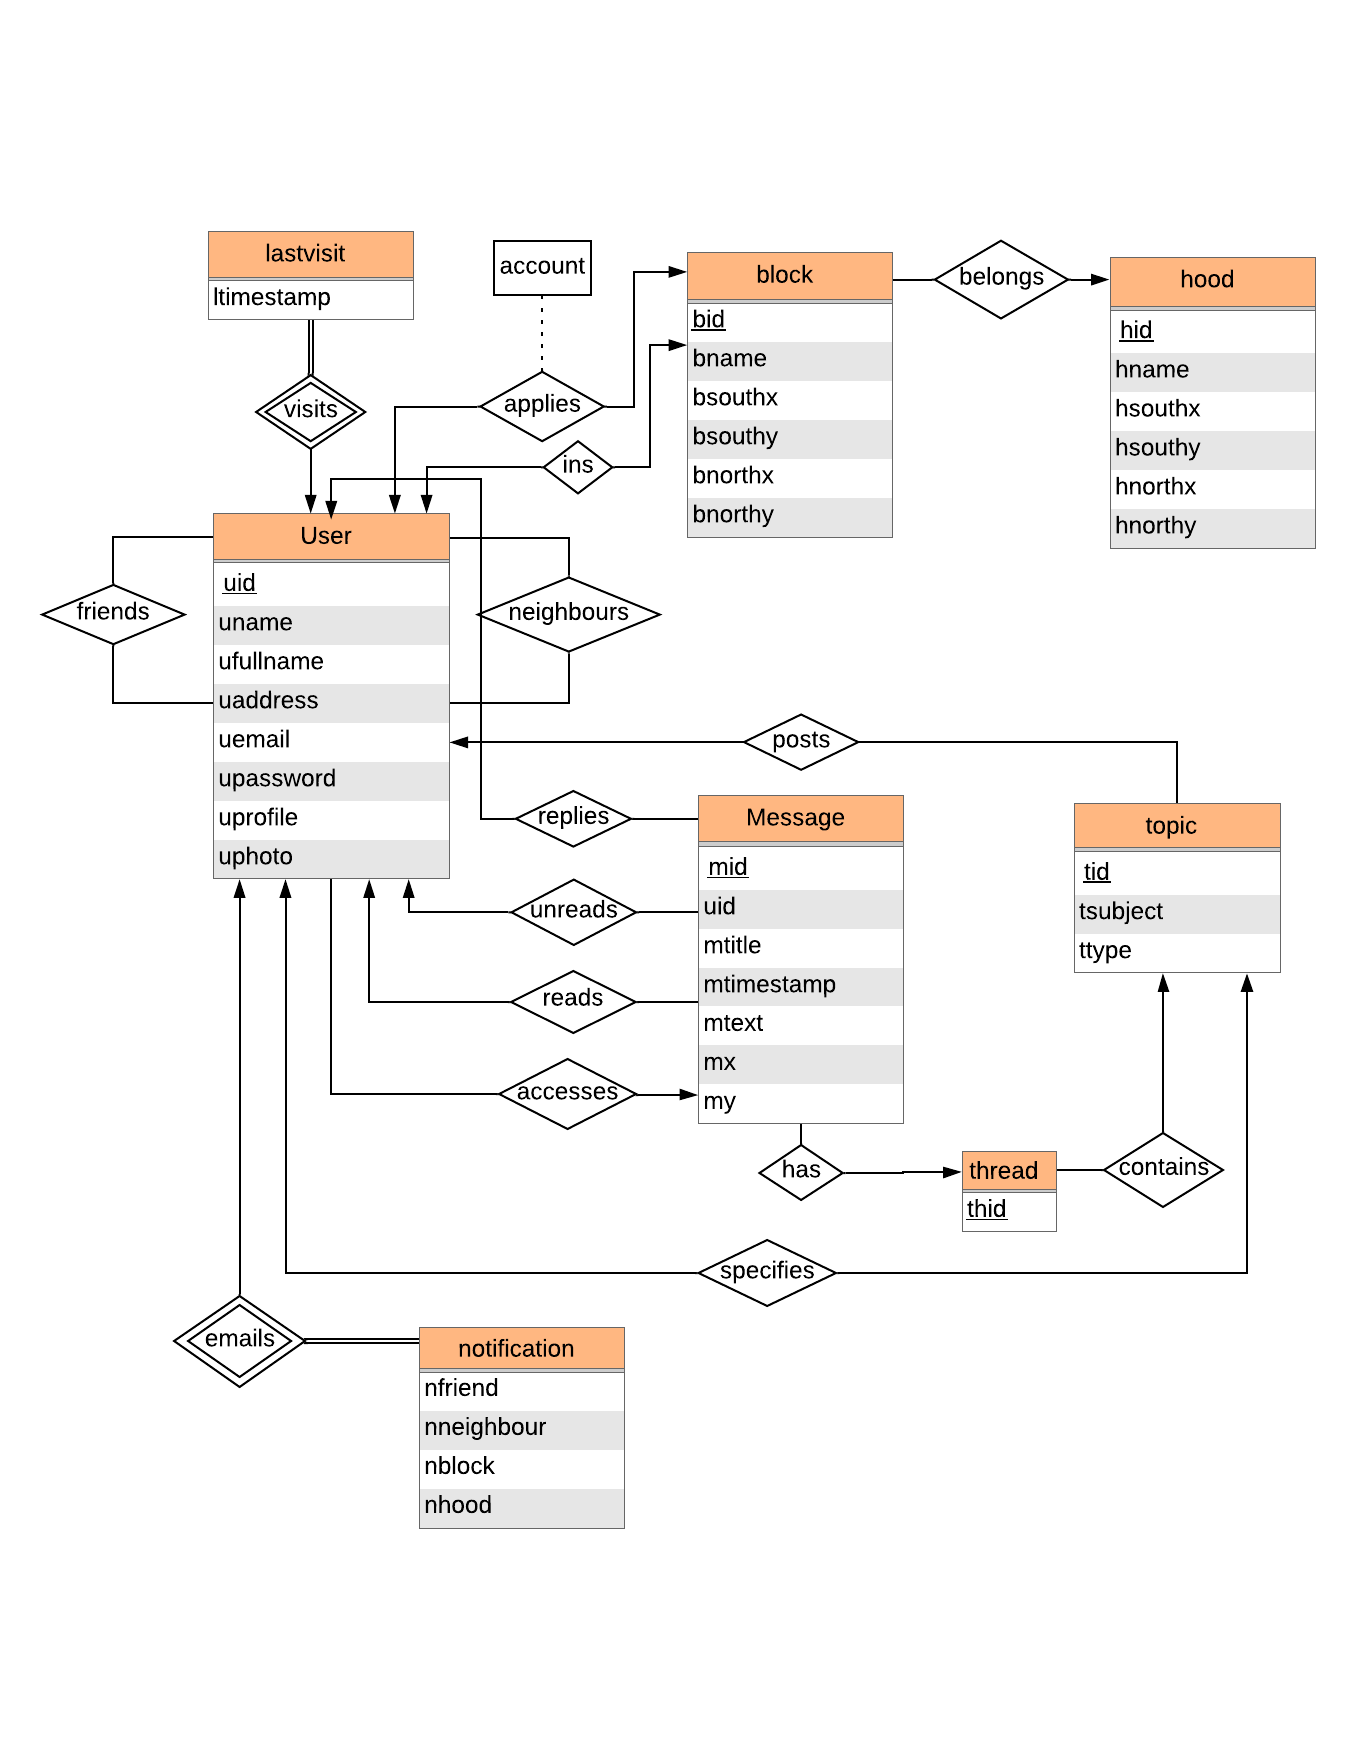 lastvisit
ltimestamp
account
block
bid
bname
bsouthx
bsouthy
bnorthx
bnorthy
belongs
hood
hid
hname
hsouthx
hsouthy
hnorthx
hnorthy
visits
applies
ins
User
uid
uname
ufullname
uaddress
uemail
upassword
uprofile
uphoto
friends
neighbours
posts
replies
unreads
reads
accesses
Message
mid
uid
mtitle
mtimestamp
mtext
mx
my
topic
tid
tsubject
ttype
has
thread
thid
contains
specifies
emails
notification
nfriend
nneighbour
nblock
nhood